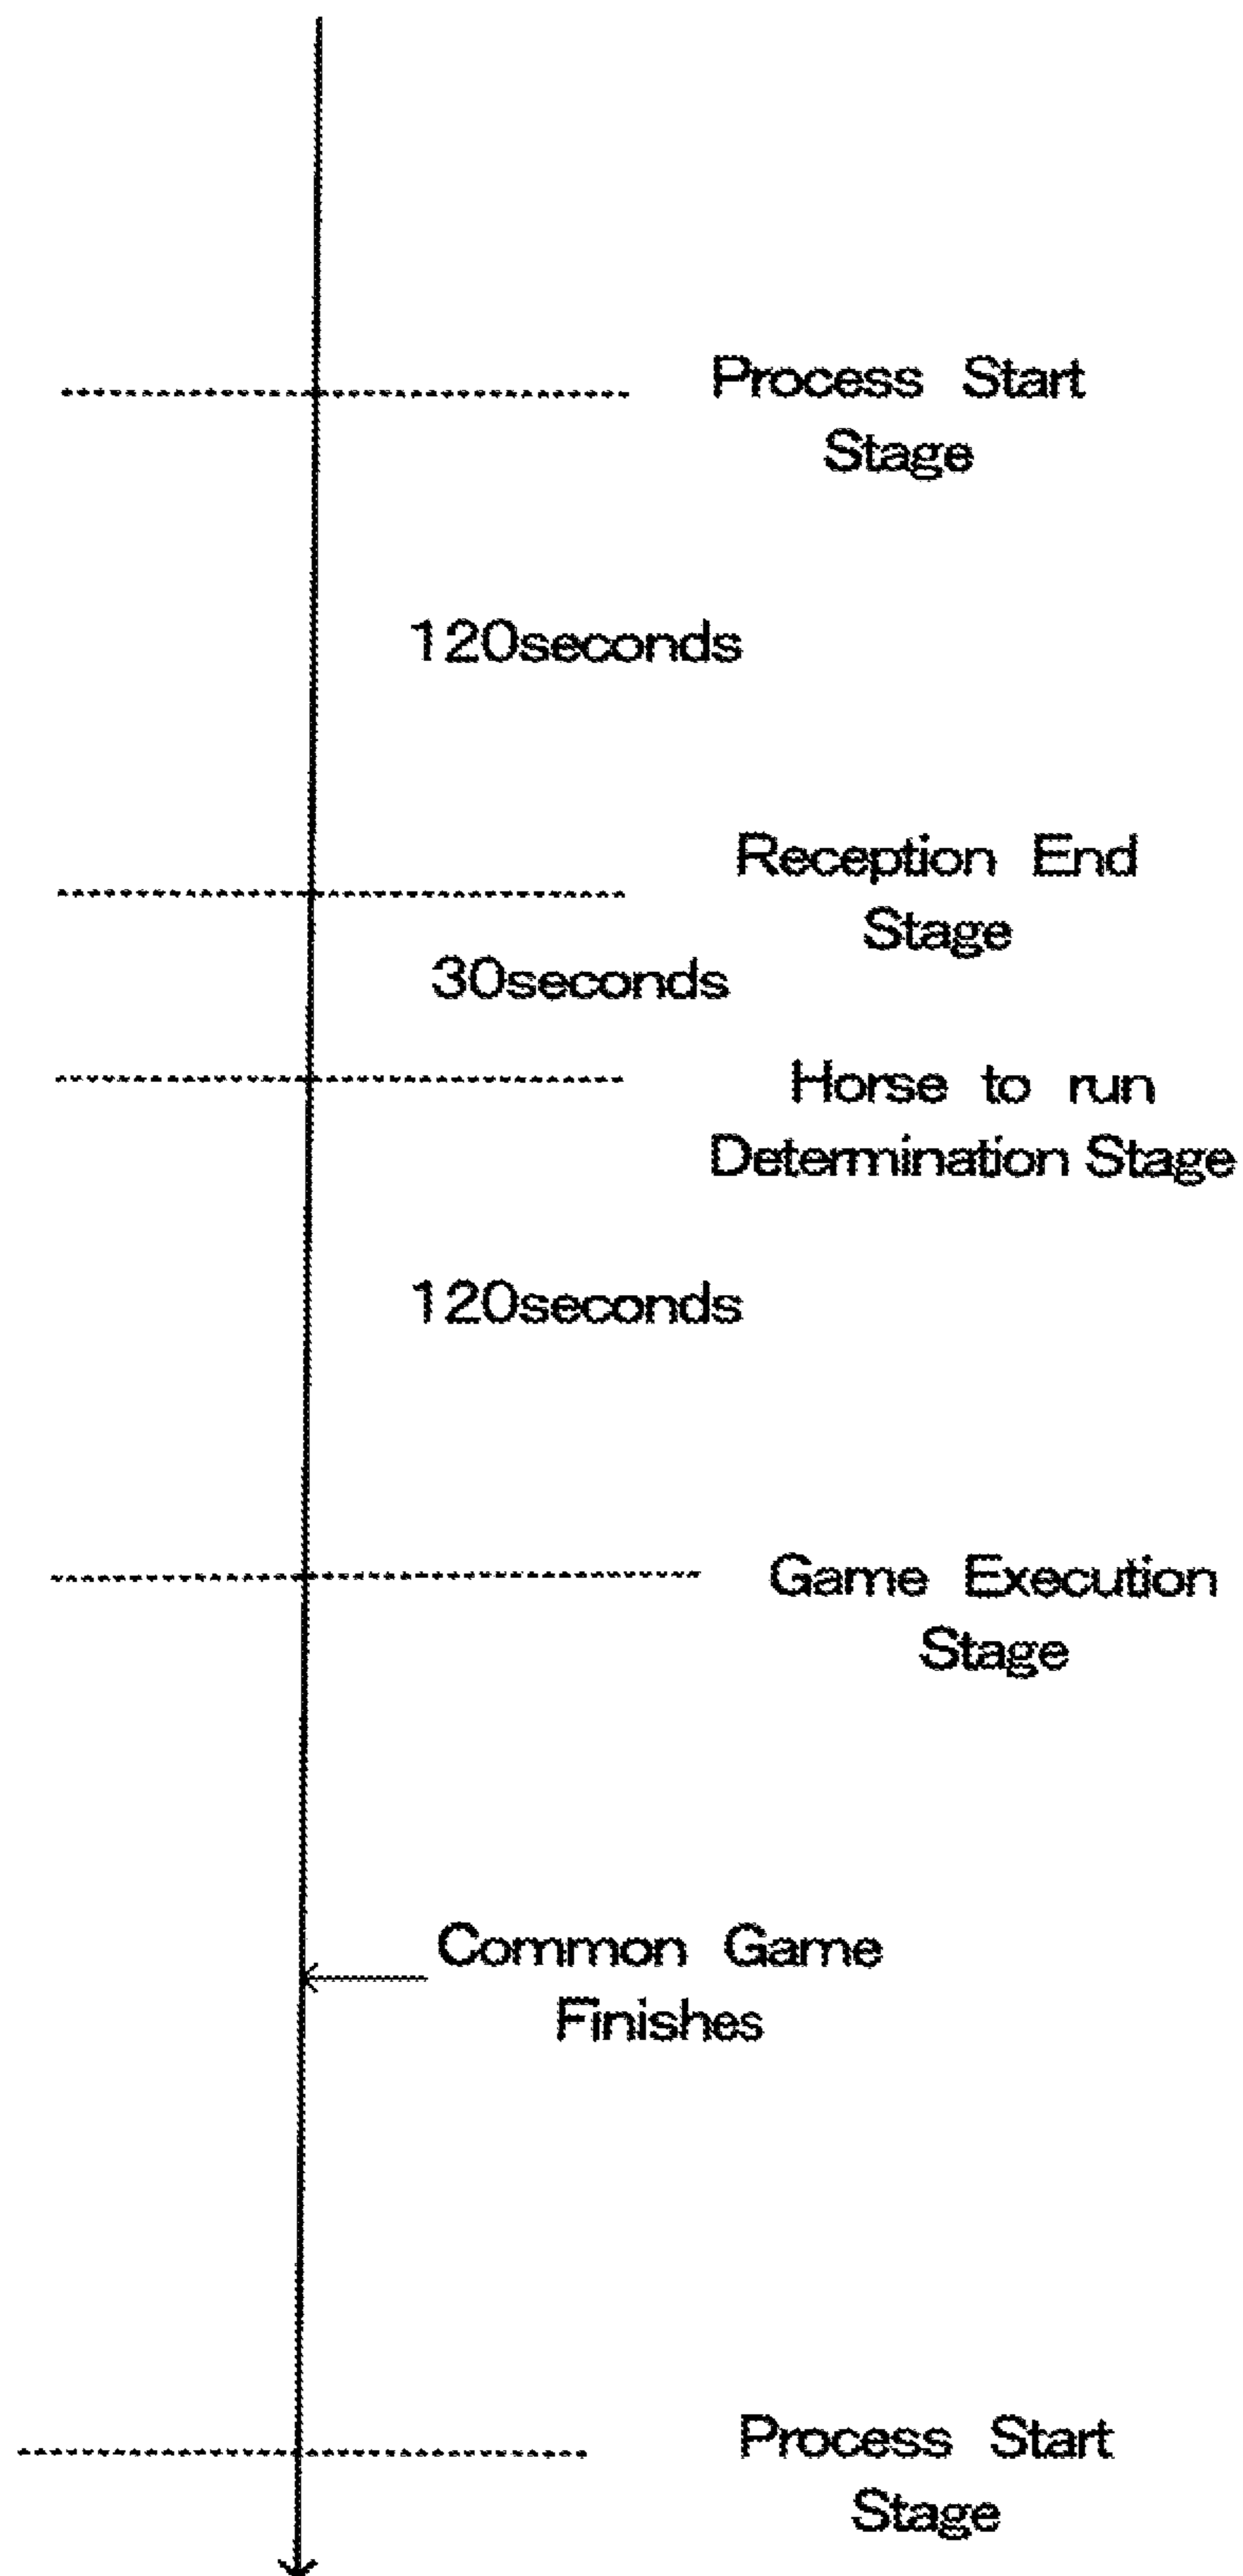 Process Start
Stage
120seconds
Reception End
Stage
30seconds
Horse to run
Determination Stage
120seconds
Game Execution
Stage
Common Game
Finishes
Process Start
Stage